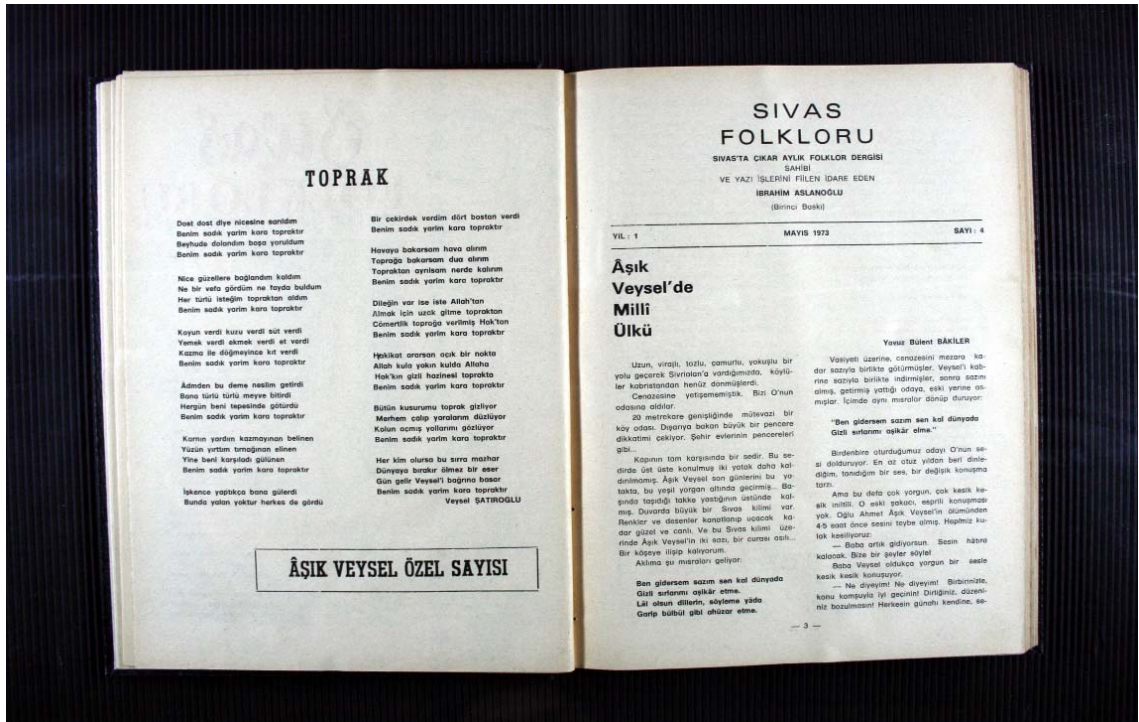 TOPRAK
Dost dost diye nicesine sarıldım
Benim sadık yarim kara topraktır
Beyhude dolandım boşa yoruldum
Benim sadık yarim kara topraktır
Nice güzellere bağlandım kaldım
Ne bir vefa gördüm ne fayda buldum
Her türlü isteğim topraktan aldım
Benim sadık yarim kara topraktır
Koyun verdi kuzu verdi süt verdi
Yemek verdi ekmek verdi et verdi
Kazma ile döğmeyince kıt verdi
Benim sadık yarim kara topraktır
Âdmden bu deme neslim getirdi
Bana türlü türlü meyve bitirdi
Hergün beni tepesinde götürdü
Benim sadık yarim kara topraktır
Karnın yardım kazmayınan belinen
Yüzün yırttım tırnağınan elinen
Yine beni karşıladı gülünen
Benim sadık yarim kara topraktır
İşkence yaptıkça bana gülerdi
Bunda yalan yoktur herkes de gördü
Bir çekirdek verdim dört bostan verdi
Benim sadık yarim kara topraktır
Havaya bakarsam hava alırım
Toprağa bakarsam dua alırım
Topraktan ayrılsam nerde kalırım
Benim sadık yarim kara topraktır
Dileğin var ise iste Allah'tan
Almak için uzak gitme topraktan
Cömertlik toprağa verilmiş Hak'tan
Benim sadık yarim kara topraktır
Hakikat ararsan açık bir nokta
Allah kula yakın kulda Allaha
Hak'kın gizli hazinesi toprakta
Benim sadık yarim kara topraktır
Bütün kusurumu toprak gizliyor
Merhem çalıp yaralarım düzlüyor
Kolun açmış yollarımı gözlüyor
Benim sadık yarim kara topraktır
Her kim olursa bu sırra mazhar
Dünyaya bırakır ölmez bir eser
Gün gelir Veysel'i bağrına basar
Benim sadık yarim kara topraktır
Veysel ŞATIROĞLU
ÂŞIK VEYSEL ÖZEL SAYISI
SIVAS
FOLKLORU
SIVAS'TA ÇIKAR AYLIK FOLKLOR DERGİSİ
SAHİBİ
VE YAZI İŞLERİNİ FİİLEN İDARE EDEN
İBRAHİM ASLANOĞLU
(Birinci Baskı)
YIL : 1 MAYIS 1973 SAYI : 4
Âşık
Veysel'de
Millî
Ülkü
Yavuz Bülent BÂKİLER
Uzun, virajlı, tozlu, çamurlu, yokuşlu bir
yolu geçerek Sivrialan'a vardığımızda, köylü-
ler kabristandan henüz dönmüşlerdi.
Cenazesine yetişememiştik. Bizi O'nun
odasına aldılar.
20 metrekare genişliğinde mütevazi bir
köy odası. Dışarıya bakan büyük bir pencere
dikkatimi çekiyor. Şehir evlerinin pencereleri
gibi...
Kapının tam karşısında bir sedir. Bu se-
dirde üst üste konulmuş iki yatak daha kal-
dırılmamış. Âşık Veysel son günlerini bu ya-
takta, bu yeşil yorgan altında geçirmiş... Ba-
şında taşıdığı takke yastığının üstünde kal-
mış. Duvarda büyük bir Sivas kilimi var.
Renkler ve desenler kanatlanıp uçacak ka-
dar güzel ve canlı. Ve bu Sivas kilimi üze-
rinde Âşık Veysel'in iki sazı, bir curası asılı...
Bir köşeye ilişip kalıyorum.
Aklıma şu mısraları geliyor.
Ben gidersem sazım sen kal dünyada
Gizli sırlarımı aşikâr etme.
Lâl olsun dillerin, söyleme yâda
Garip bülbül gibi ahüzar etme.
Vasiyeti üzerine, cenazesini mezara ka-
dar sazıyla birlikte götürmüşler. Veysel'i kab-
rine sazıyla birlikte indirmişler, sonra sazını
almış, getirmiş yattığı odaya, eski yerine as-
mışlar. İçimde aynı mısralar dönüp duruyor:
"Ben gidersem sazım sen kal dünyada
Gizli sırlarımı aşikâr etme."
Birdenbire oturduğumuz odayı O'nun se-
si dolduruyor. En az otuz yıldan beri dinle-
diğim, tanıdığım bir ses, bir değişik konuşma
tarzı.
Ama bu defa çok yorgun, çok kesik ke-
sik iniltili. O eski şakacı, esprili konuşması
yok. Oğlu Ahmet Âşık Veysel'in ölümünden
4-5 saat önce sesini teybe almış. Hepimiz ku-
lak kesiliyoruz:
— Baba artık gidiyorsun. Sesin hâtıra
kalacak. Bize bir şeyler söyle!
Baba Veysel oldukça yorgun bir sesle
kesik kesik konuşuyor.
— Ne diyeyim! Ne diyeyim! Birbirinizle,
konu komşuyla iyi geçinin! Dirliğiniz, düzeni-
niz bozulmasın! Herkesin günahı kendine, se-
— 3 —